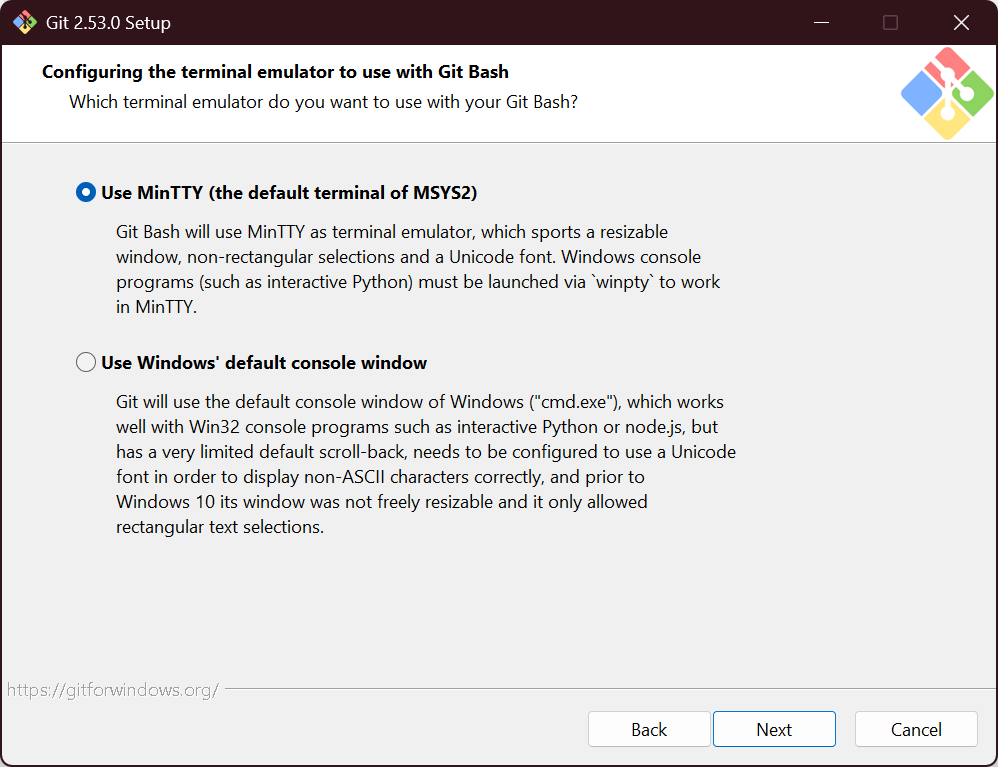 Git 2.53.0 Setup
Configuring the terminal emulator to use with Git Bash
Which terminal emulator do you want to use with your Git Bash?
Use MinTTY (the default terminal of MSYS2)
Git Bash will use MinTTY as terminal emulator, which sports a resizable
window, non-rectangular selections and a Unicode font. Windows console
programs (such as interactive Python) must be launched via `winpty` to work
in MinTTY.
Use Windows' default console window
Git will use the default console window of Windows ("cmd.exe"), which works
well with Win32 console programs such as interactive Python or node.js, but
has a very limited default scroll-back, needs to be configured to use a Unicode
font in order to display non-ASCII characters correctly, and prior to
Windows 10 its window was not freely resizable and it only allowed
rectangular text selections.
https://gitforwindows.org/
Back Next Cancel